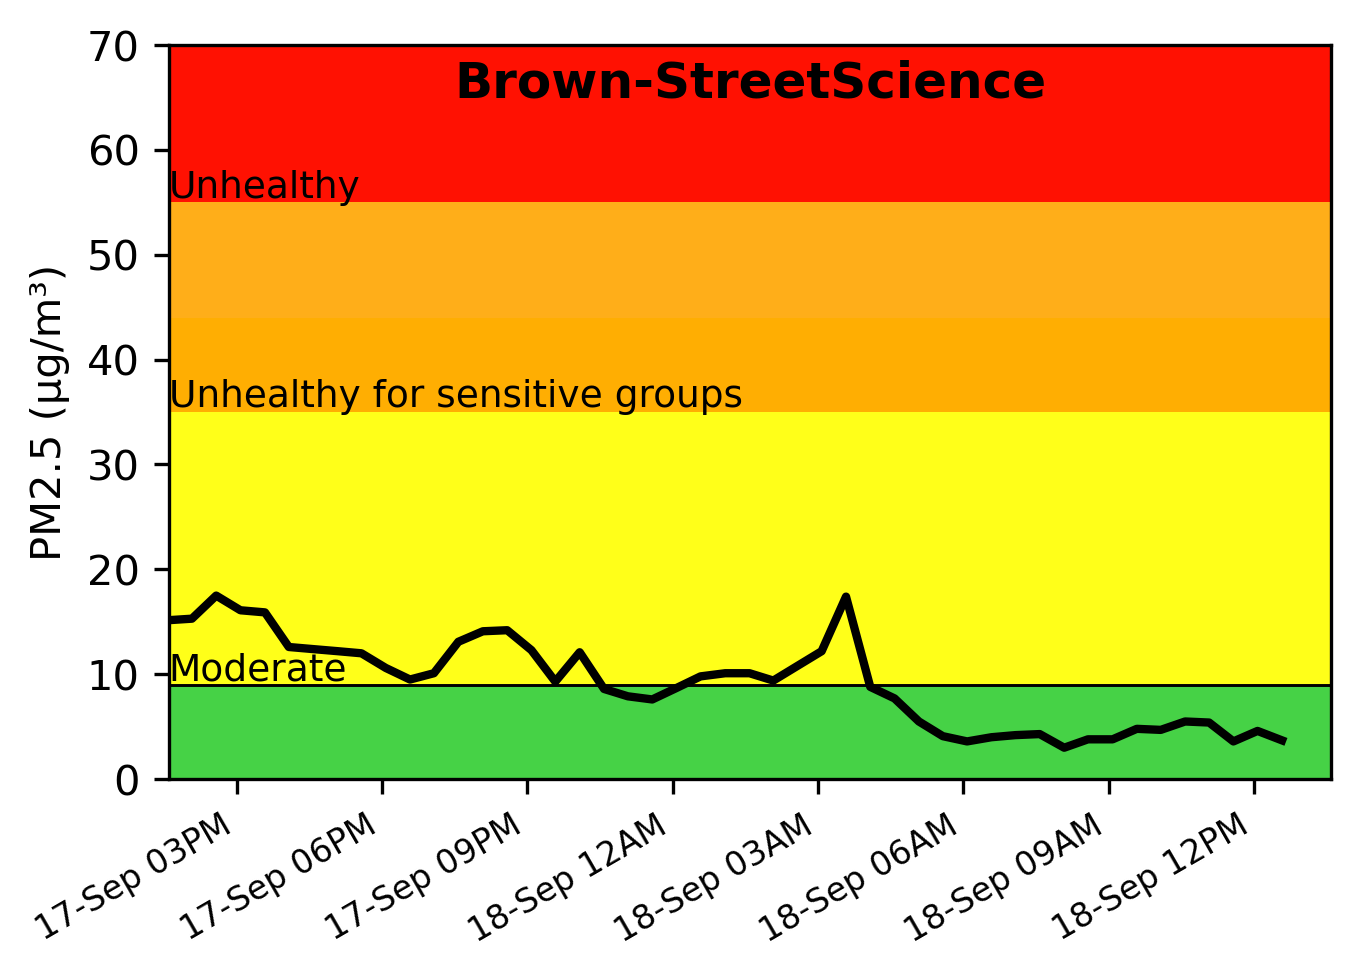 Brown-StreetScience
PM2.5 (µg/m³)
70
60
50
40
30
20
10
0
Unhealthy
Unhealthy for sensitive groups
Moderate
17-Sep 03PM
17-Sep 06PM
17-Sep 09PM
18-Sep 12AM
18-Sep 03AM
18-Sep 06AM
18-Sep 09AM
18-Sep 12PM